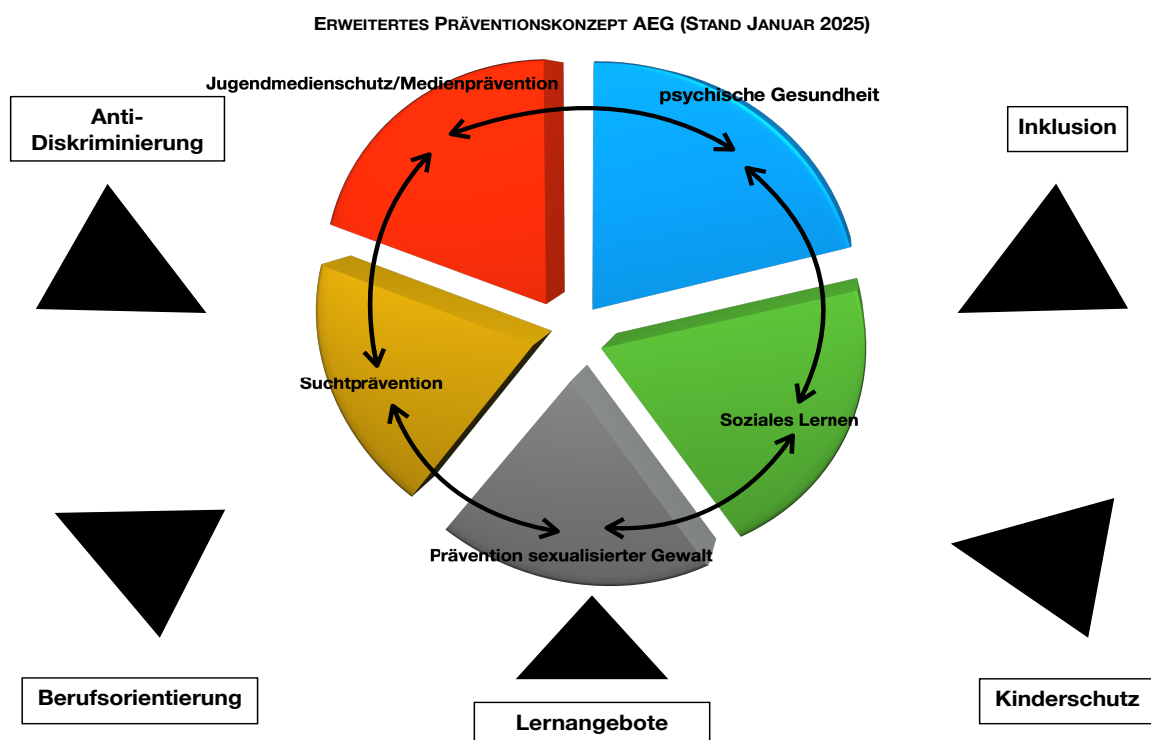 ERWEITERTES PRÄVENTIONSKONZEPT AEG (STAND JANUAR 2025)
Jugendmedienschutz/Medienprävention
psychische Gesundheit
Anti-
Diskriminierung
Inklusion
Suchtprävention
Soziales Lernen
Prävention sexualisierter Gewalt
Berufsorientierung
Lernangebote
Kinderschutz